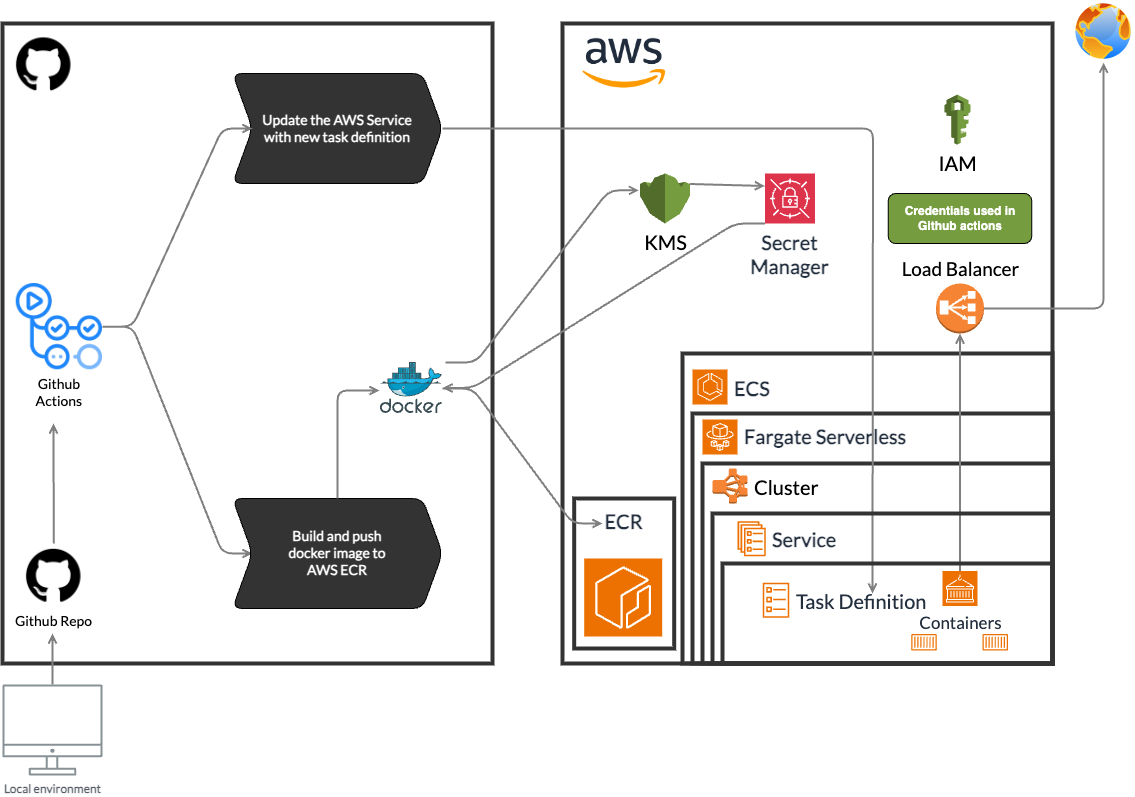 aws
Update the AWS Service
with new task definition
IAM
Credentials used in
Github actions
KMS
Secret
Manager
Load Balancer
Github
Actions
docker
ECS
Fargate Serverless
Cluster
ECR
Service
Build and push
docker image to
AWS ECR
Task Definition
Containers
Github Repo
Local environment